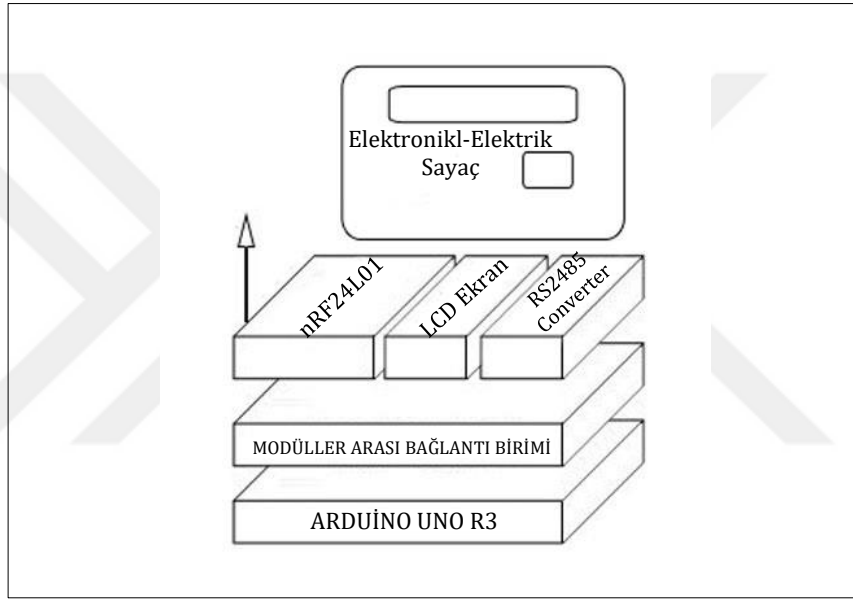 Elektronikl-Elektrik
Sayaç
nRF24L01
LCD Ekran
RS2485
Converter
MODÜLLER ARASI BAĞLANTI BİRİMİ
ARDUİNO UNO R3